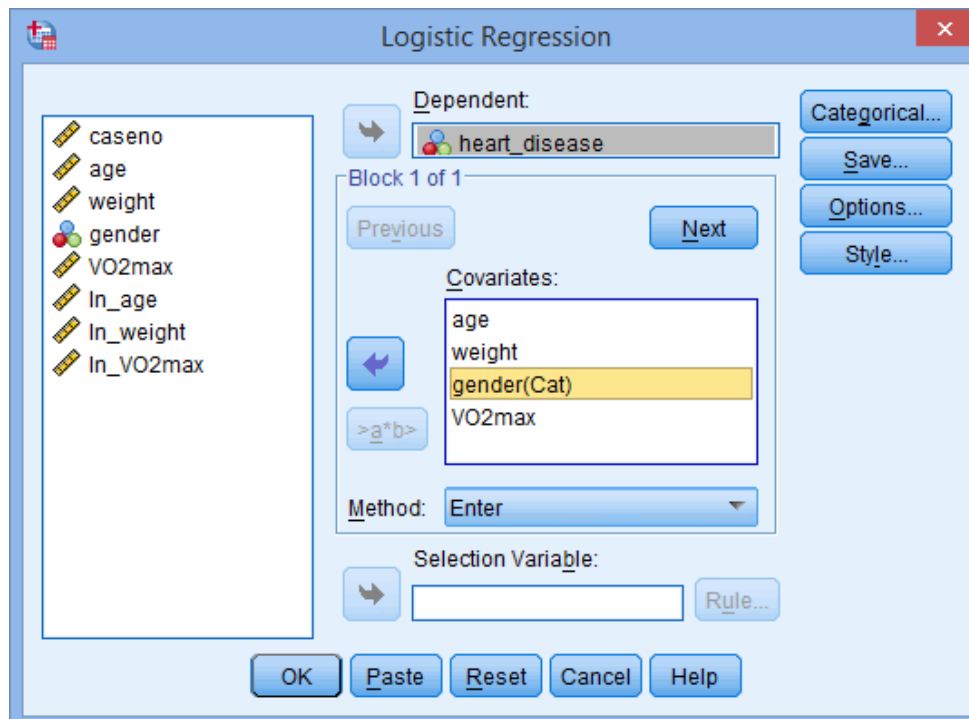 Logistic Regression
caseno
age
weight
gender
VO2max
ln_age
ln_weight
ln_VO2max
Dependent:
heart_disease
Block 1 of 1
Previous
Next
Covariates:
age
weight
gender(Cat)
VO2max
>a*b>
Method:
Enter
Selection Variable:
Rule...
Categorical...
Save...
Options...
Style...
OK
Paste
Reset
Cancel
Help